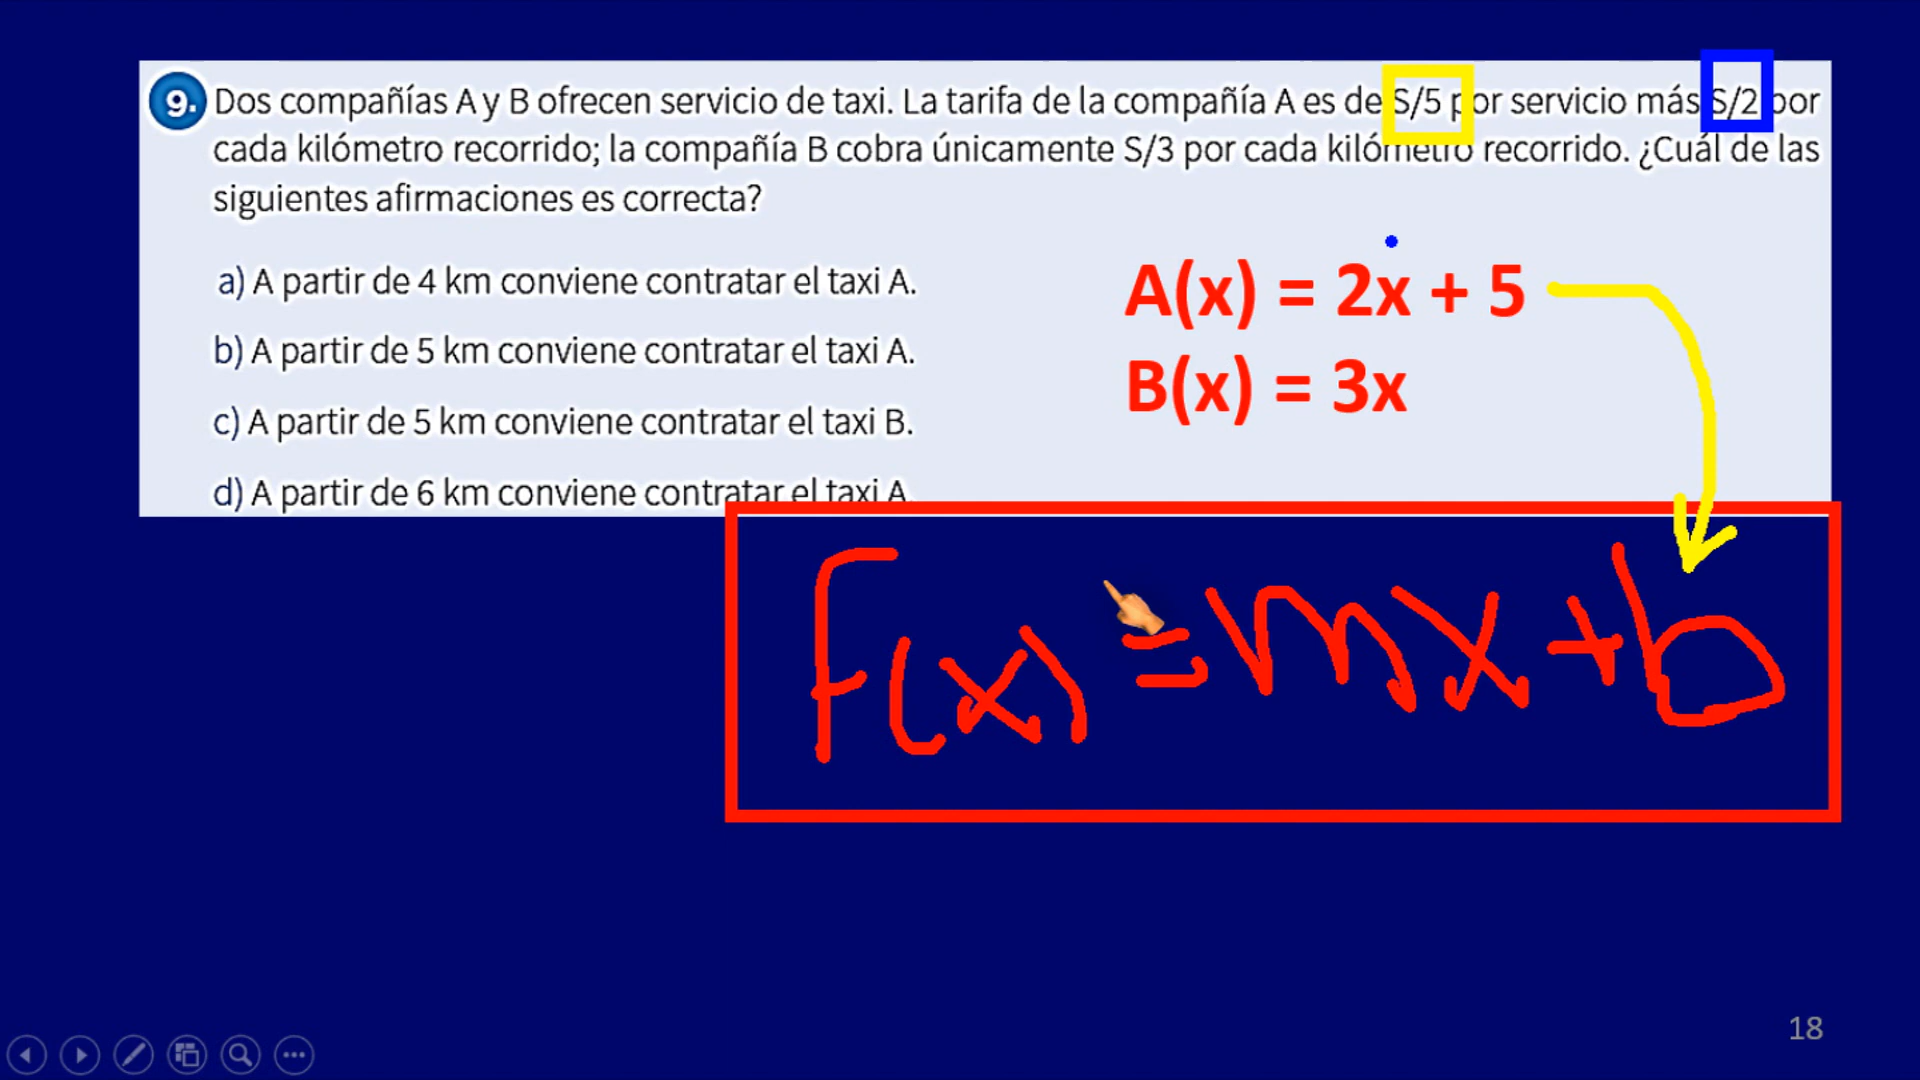 9. Dos compañías A y B ofrecen servicio de taxi. La tarifa de la compañía A es de S/5 por servicio más S/2 por
cada kilómetro recorrido; la compañía B cobra únicamente S/3 por cada kilómetro recorrido. ¿Cuál de las
siguientes afirmaciones es correcta?
a) A partir de 4 km conviene contratar el taxi A.
b) A partir de 5 km conviene contratar el taxi A.
c) A partir de 5 km conviene contratar el taxi B.
d) A partir de 6 km conviene contratar el taxi A.
A(x) = 2x + 5
B(x) = 3x
F(x) = mx + b
18